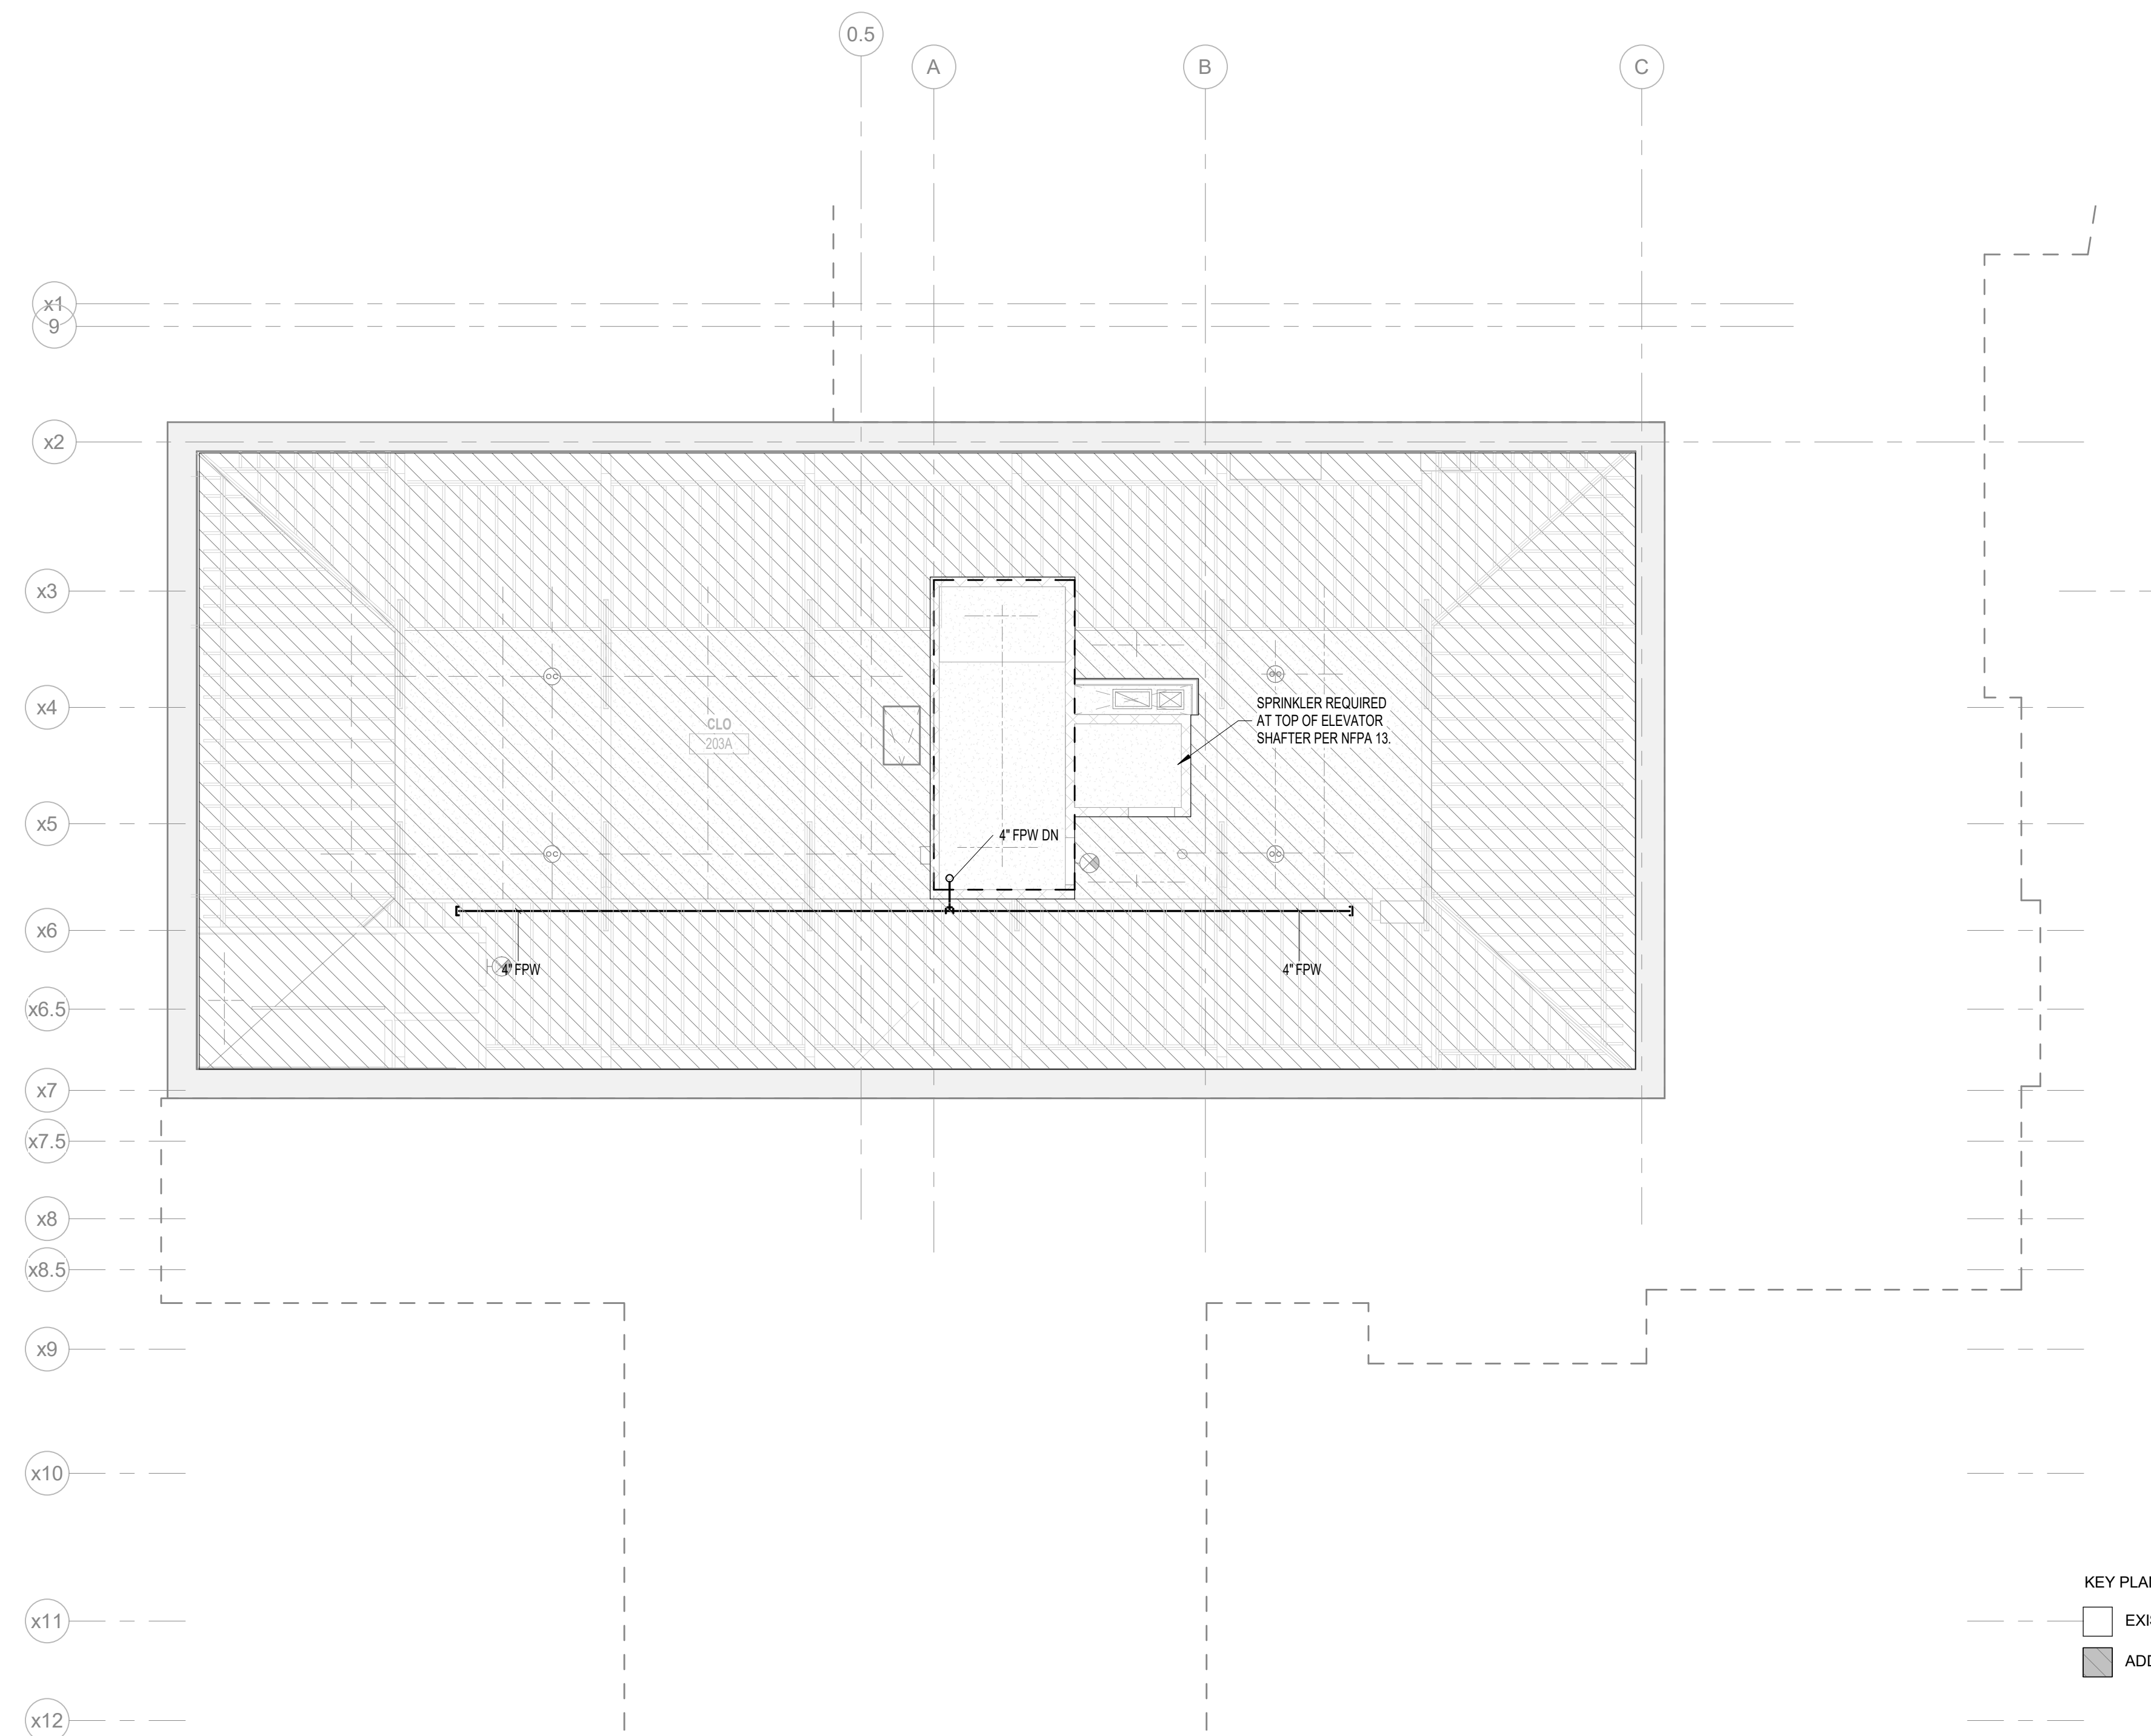 0.5
A
B
C
x1
9
x2
x3
x4
CLO
203A
SPRINKLER REQUIRED
AT TOP OF ELEVATOR
SHAFTER PER NFPA 13.
x5
4" FPW DN
x6
4" FPW
4" FPW
x6.5
x7
x7.5
x8
x8.5
x9
x10
KEY PLA
x11
EXI
ADD
x12